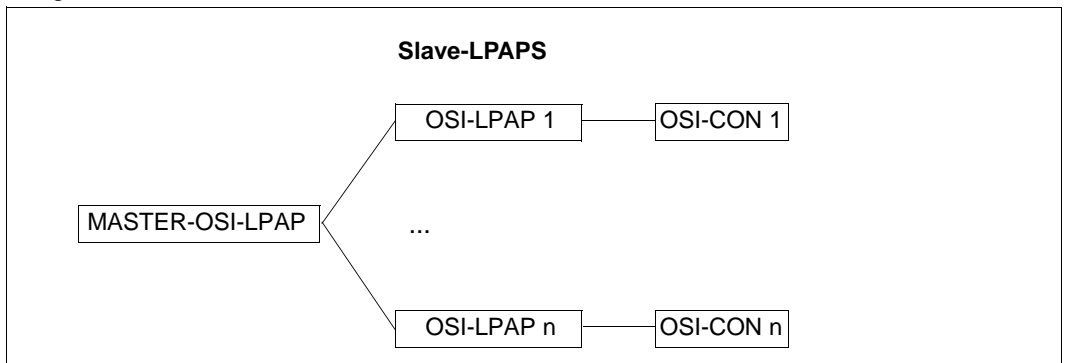 Slave-LPAPS
OSI-LPAP 1 OSI-CON 1
MASTER-OSI-LPAP ...
OSI-LPAP n OSI-CON n